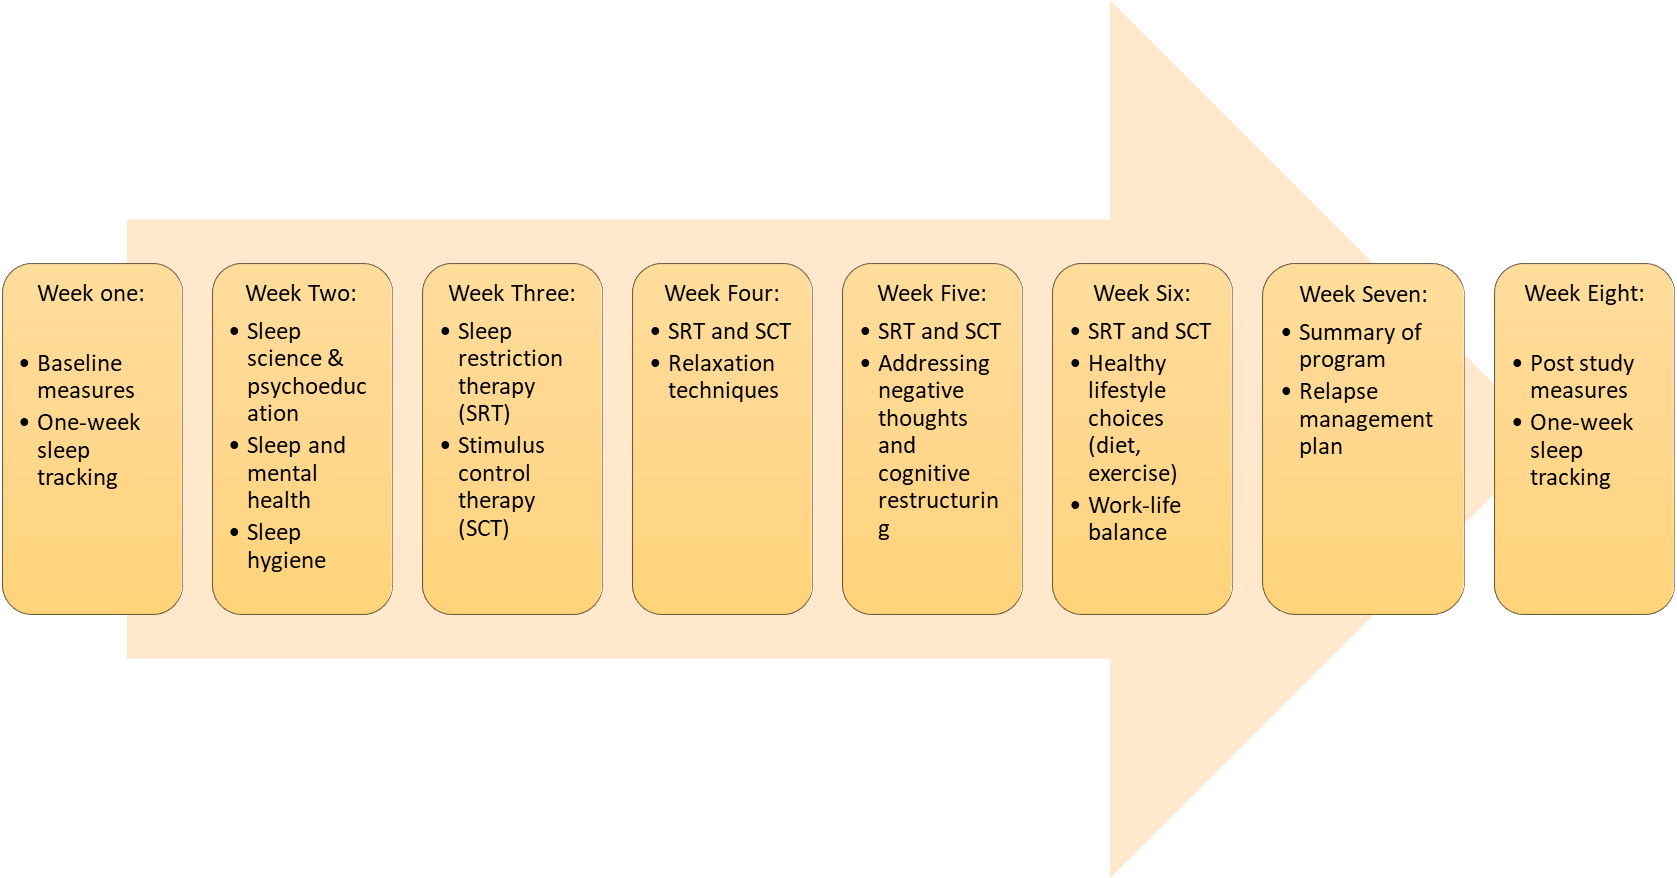 Week one:
• Baseline
measures
• One-week
sleep
tracking
Week Two:
• Sleep
science &
psychoeduc
ation
• Sleep and
mental
health
• Sleep
hygiene
Week Three:
• Sleep
restriction
therapy
(SRT)
• Stimulus
control
therapy
(SCT)
Week Four:
• SRT and SCT
• Relaxation
techniques
Week Five:
• SRT and SCT
• Addressing
negative
thoughts
and
cognitive
restructurin
g
Week Six:
• SRT and SCT
• Healthy
lifestyle
choices
(diet,
exercise)
• Work-life
balance
Week Seven:
• Summary of
program
• Relapse
management
plan
Week Eight:
• Post study
measures
• One-week
sleep
tracking